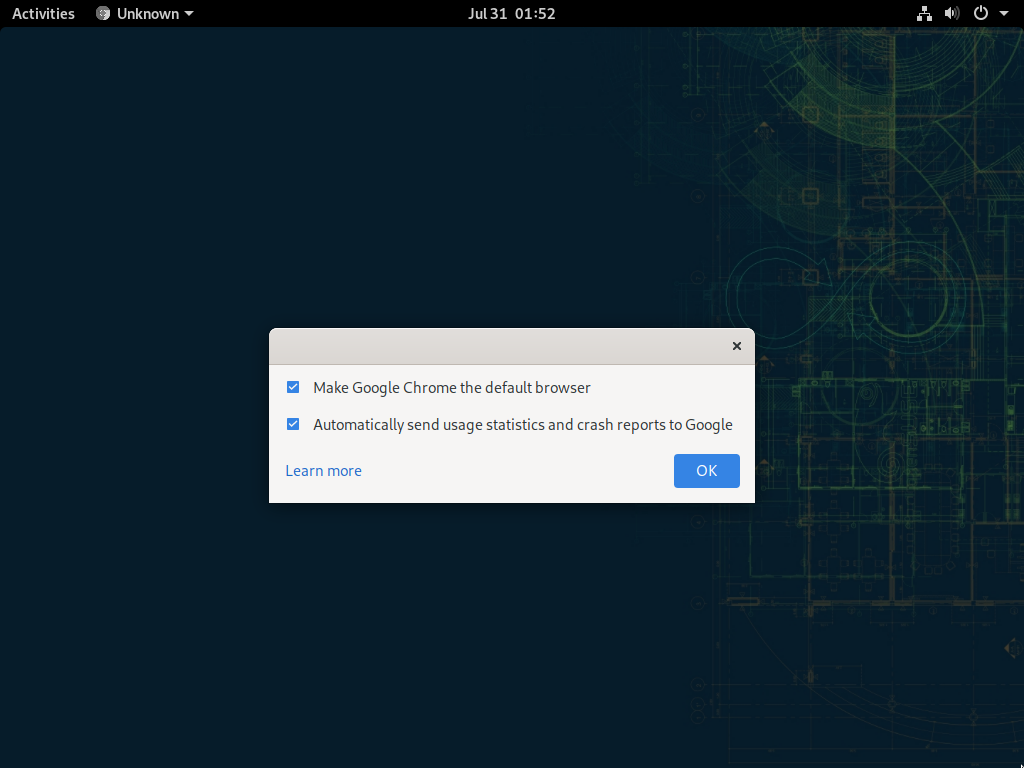 Activities Unknown Jul 31 01:52
Make Google Chrome the default browser
Automatically send usage statistics and crash reports to Google
Learn more OK